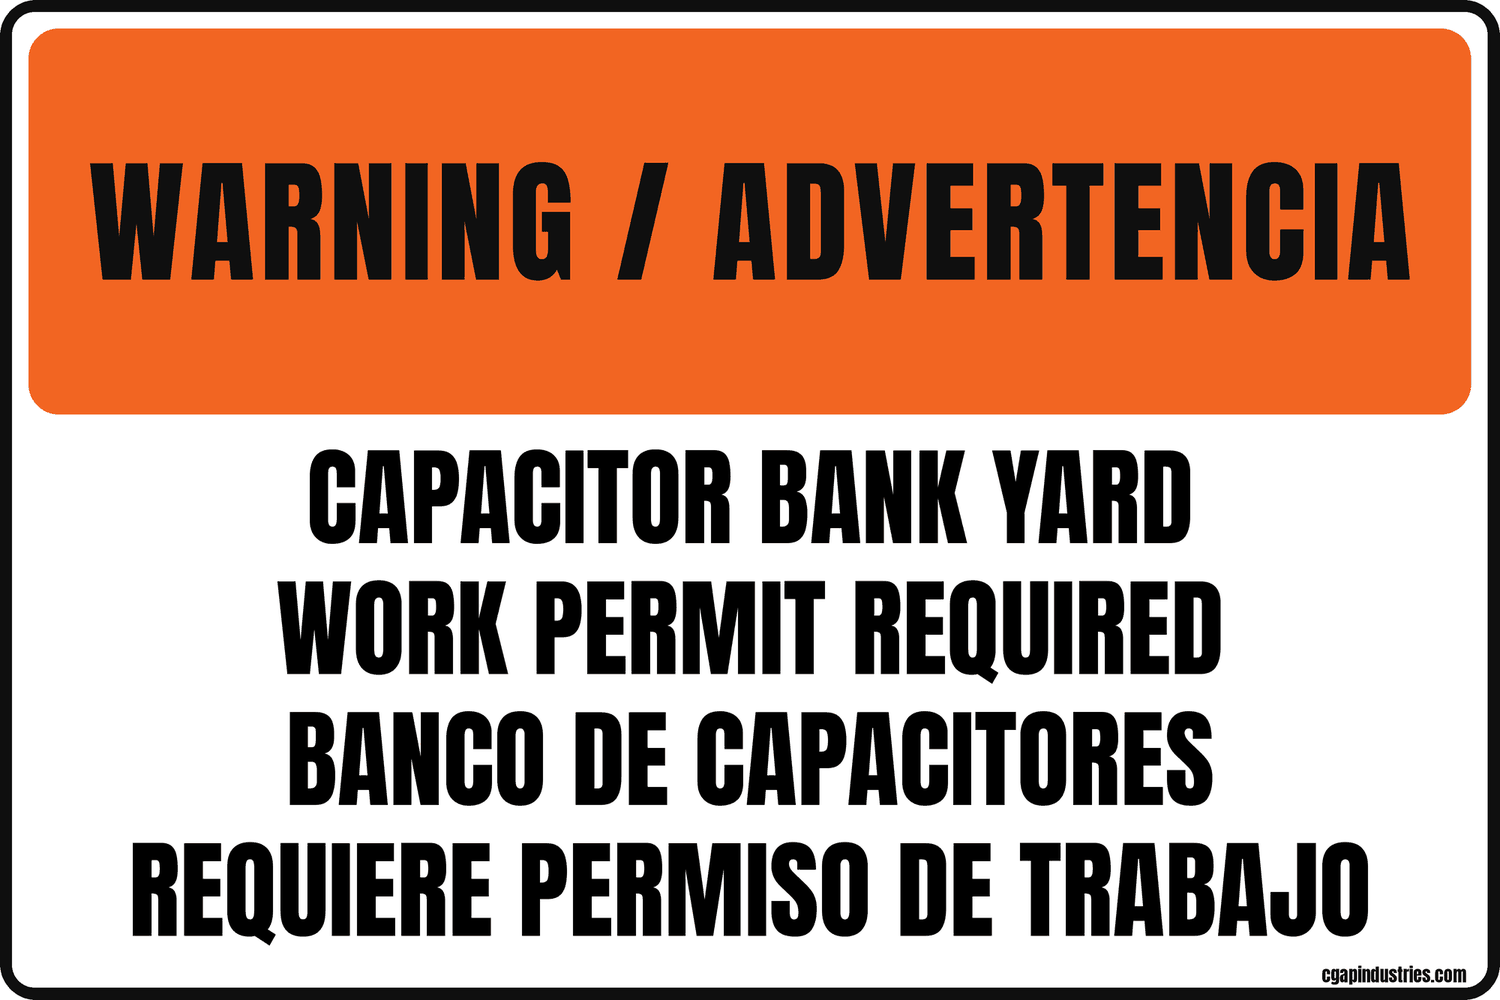 WARNING / ADVERTENCIA
CAPACITOR BANK YARD
WORK PERMIT REQUIRED
BANCO DE CAPACITORES
REQUIERE PERMISO DE TRABAJO
cgapindustries.com